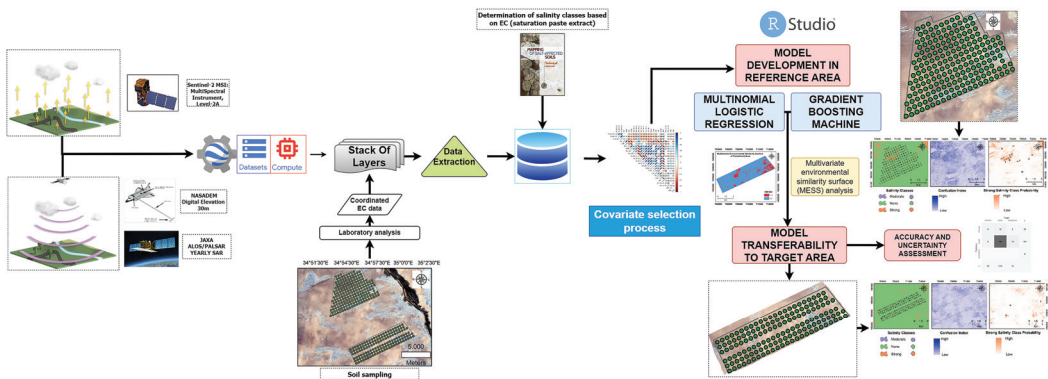 Sentinel-2 MSI:
MultiSpectral
Instrument,
Level-2A
NASADEM
Digital Elevation
30m
JAXA
ALOS/PALSAR
YEARLY SAR
Datasets
Compute
Stack Of
Layers
Coordinated
EC data
Laboratory analysis
34°51'30"E 34°54'30"E 34°57'30"E 35°0'0"E 35°2'30"E
5,000
Meters
Soil sampling
Data
Extraction
Determination of salinity classes based
on EC (saturation paste extract)
MAPPING
OF SALT-AFFECTED
SOILS
Technical
manual
Covariate selection
process
R Studio
MODEL
DEVELOPMENT IN
REFERENCE AREA
MULTINOMIAL
LOGISTIC
REGRESSION
GRADIENT
BOOSTING
MACHINE
Multivariate
environmental
similarity surface
(MESS) analysis
MODEL
TRANSFERABILITY
TO TARGET AREA
ACCURACY AND
UNCERTAINTY
ASSESSMENT
Salinity Classes
Moderate
None
Strong
Confusion Index
High
Low
Strong Salinity Class Probability
High
Low
Salinity Classes
Moderate
None
Strong
Confusion Index
High
Low
Strong Salinity Class Probability
High
Low